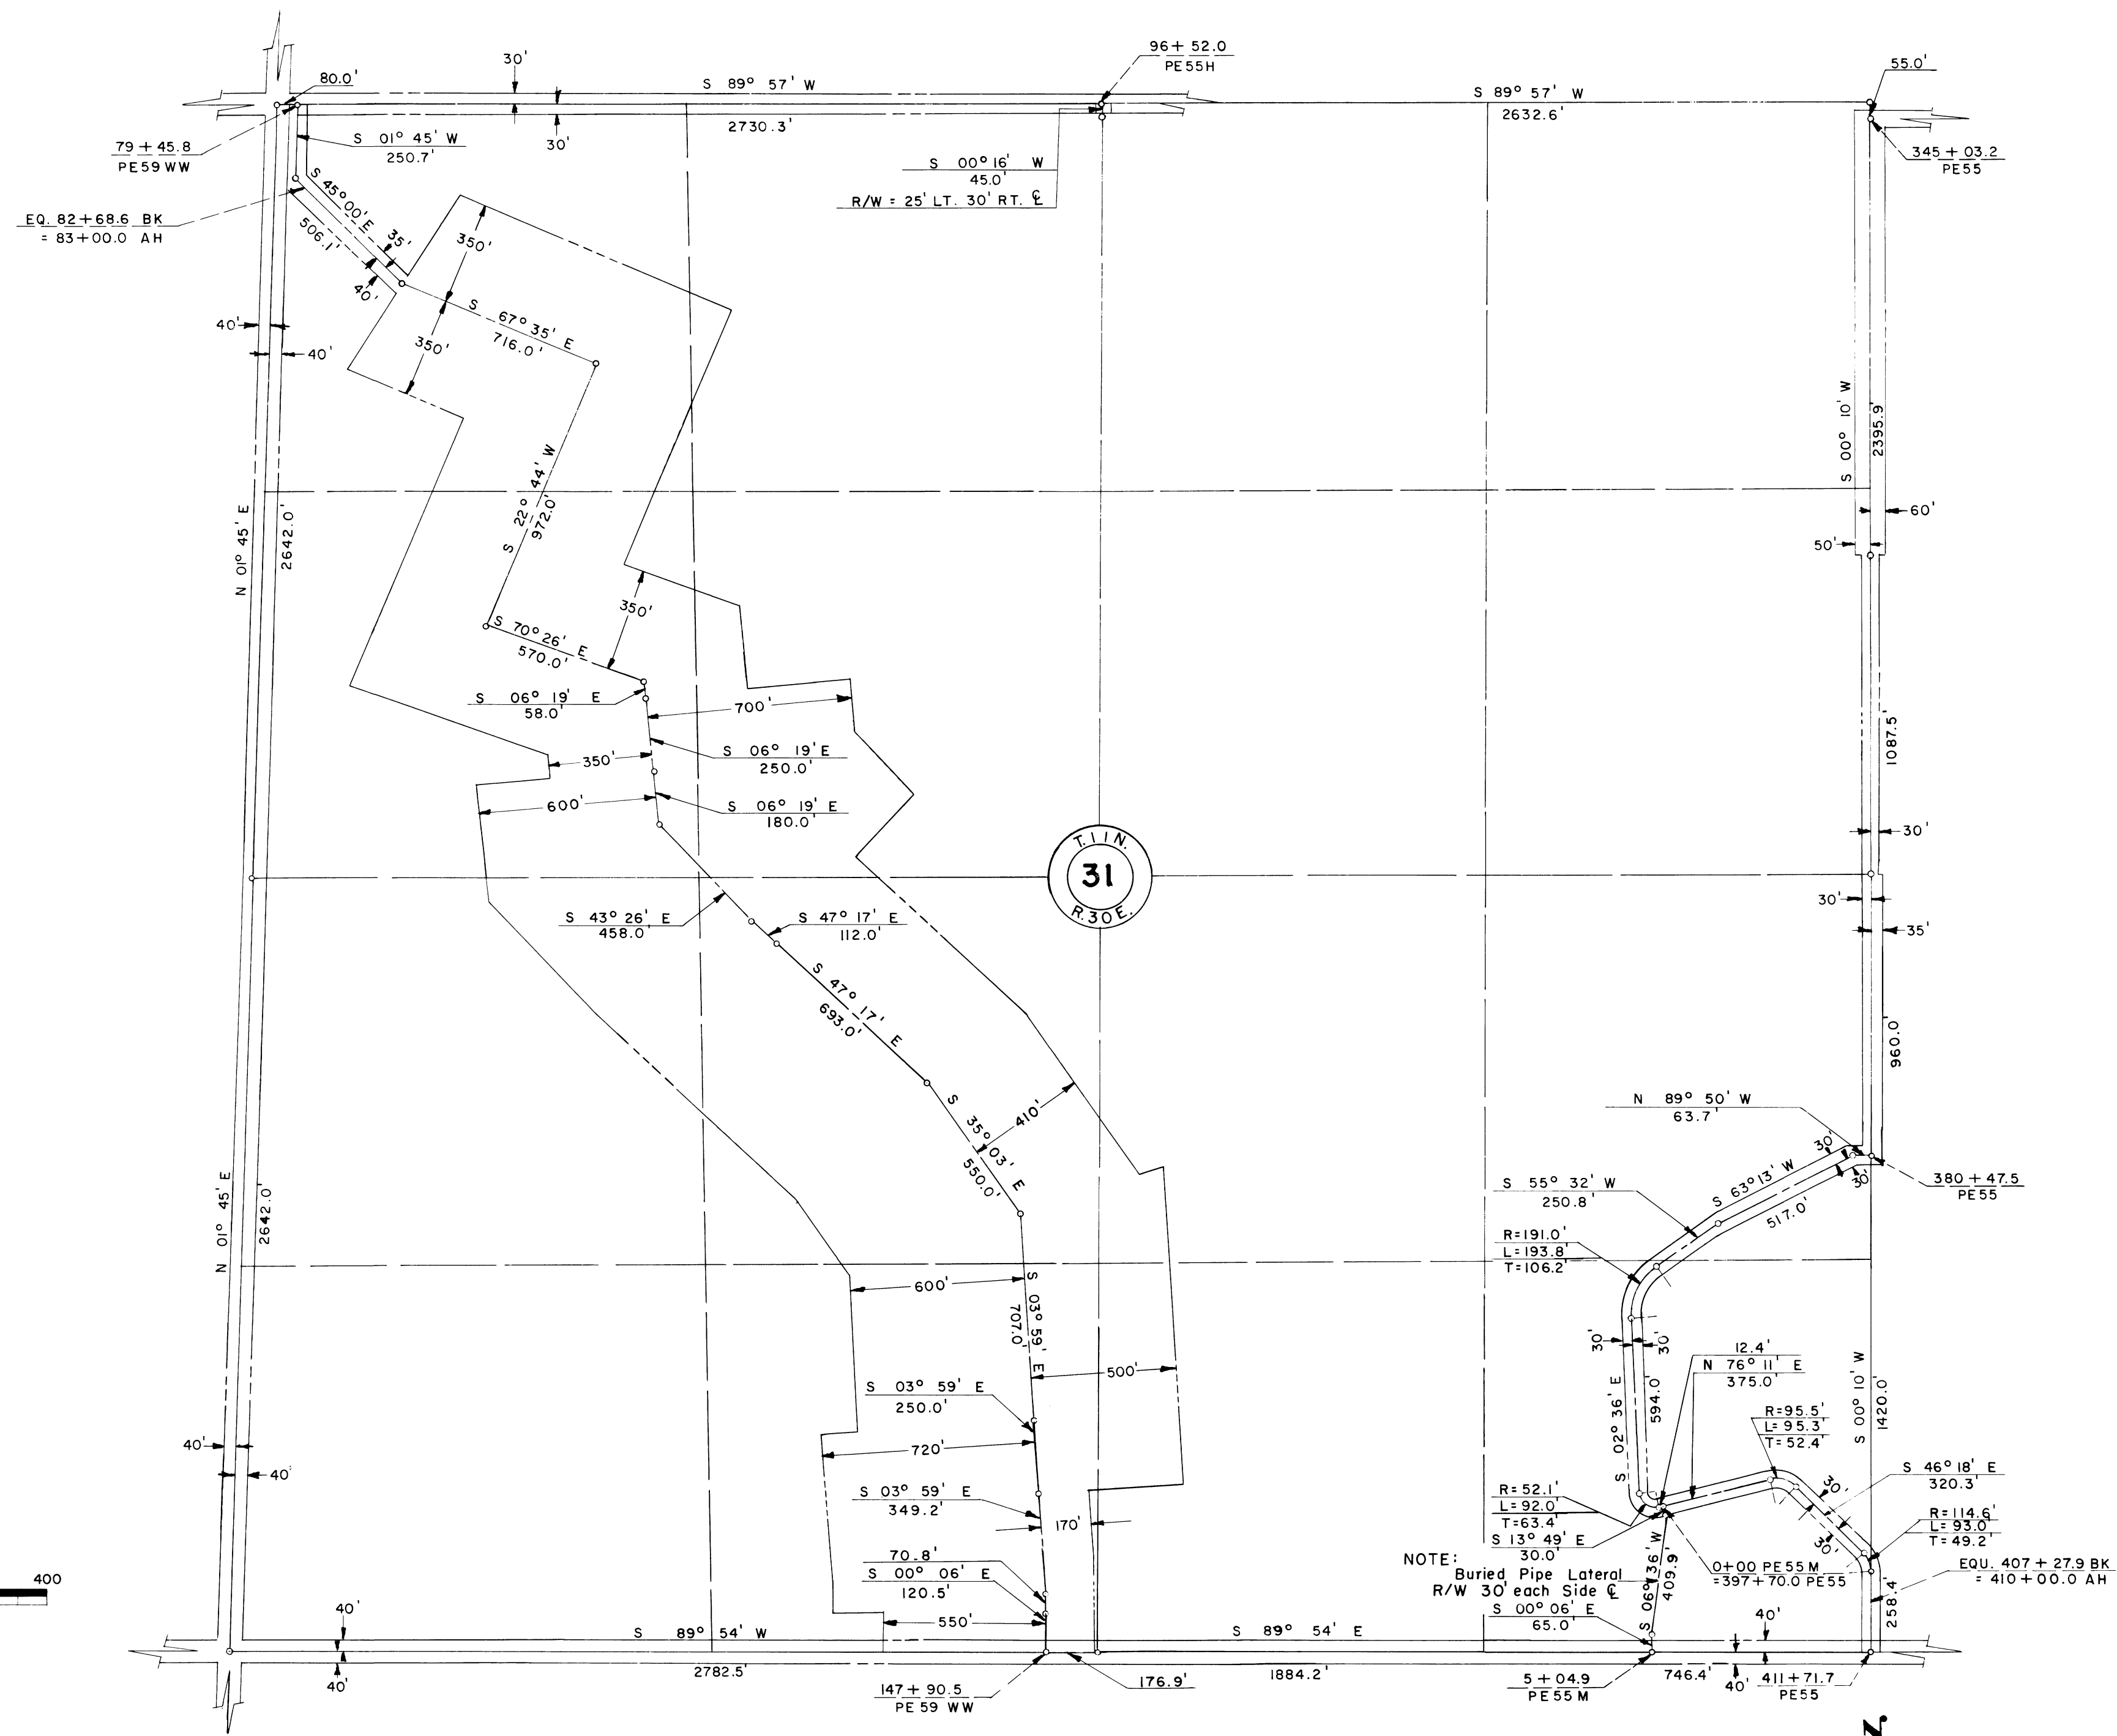 30'
80.0'
S 89° 57' W
96+52.0
PE55H
S 89° 57' W
55.0'
2730.3'
30'
2632.6'
79+45.8
PE59 WW
S 01° 45' W
250.7'
S 00° 16' W
45.0'
R/W = 25' LT. 30' RT. ℄
345+03.2
PE55
EQ. 82+68.6 BK
= 83+00.0 AH
S 45° 00' E
506.1'
35'
40'
350'
350'
S 67° 35' E
716.0'
40'
40'
S 22° 44' W
972.0'
N 01° 45' E
2642.0'
S 00° 10' W
2395.9'
60'
50'
S 70° 26' E
570.0'
350'
S 06° 19' E
58.0'
700'
S 06° 19' E
250.0'
350'
600'
S 06° 19' E
180.0'
1087.5'
30'
T. 11 N.
31
R. 30 E.
30'
35'
S 43° 26' E
458.0'
S 47° 17' E
112.0'
S 47° 17' E
693.0'
960.0
S 35° 03' E
550.0'
410'
N 89° 50' W
63.7'
30'
30'
380+47.5
PE55
S 63° 13' W
517.0'
S 55° 32' W
250.8'
R=191.0'
L=193.8'
T=106.2'
N 01° 45' E
2642.0
600'
S 03° 59' E
707.0'
500'
30'
30'
12.4'
N 76° 11' E
375.0'
S 02° 36' E
594.0'
S 00° 10' W
1420.0'
S 03° 59' E
250.0'
R=95.5'
L=95.3'
T=52.4'
40'
40'
720'
S 46° 18' E
320.3'
30'
30'
S 03° 59' E
349.2'
170'
R=52.1'
L=92.0'
T=63.4'
S 13° 49' E
30.0'
R=114.6'
L=93.0'
T=49.2'
70.8'
S 00° 06' E
120.5'
NOTE:
Buried Pipe Lateral
R/W 30' each Side ℄
S 06° 36' W
409.9'
0+00 PE55 M
=397+70.0 PE55
EQU. 407+27.9 BK
= 410+00.0 AH
258.4'
S 00° 06' E
65.0'
400
40'
550'
40'
S 89° 54' W
S 89° 54' E
40'
2782.5'
147+90.5
PE 59 WW
176.9'
1884.2'
5+04.9
PE55 M
746.4'
40'
411+71.7
PE55